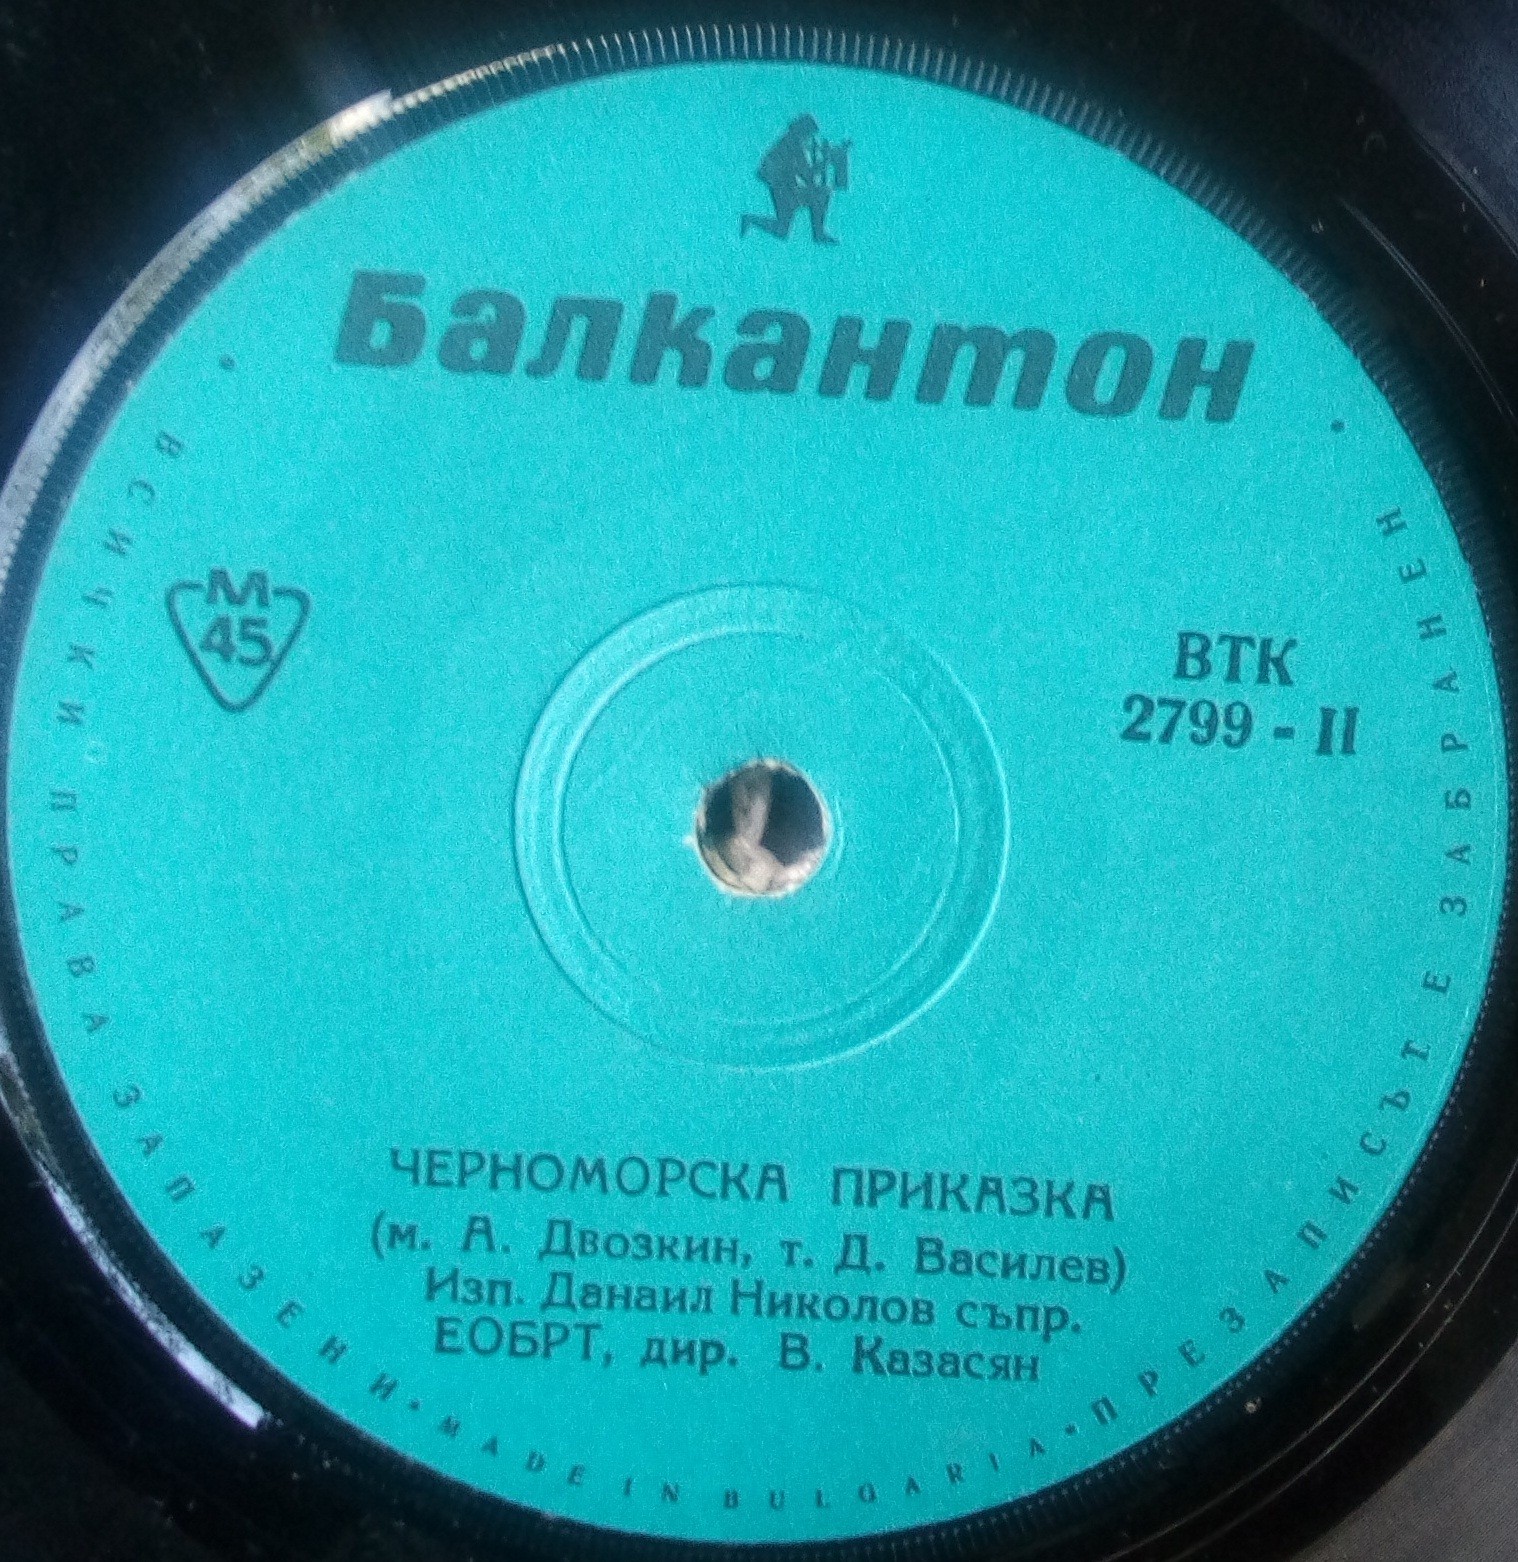 Балкантон
М
45
ВТК
2799 - II
ЧЕРНОМОРСКА ПРИКАЗКА
(м. А. Двозкин, т. Д. Василев)
Изп. Данаил Николов съпр.
ЕОБРТ, дир. В. Казасян
• ВСИЧКИ ПРАВА ЗАПАЗЕНИ • MADE IN BULGARIA • ПРЕЗАПИСЪТ Е ЗАБРАНЕН •